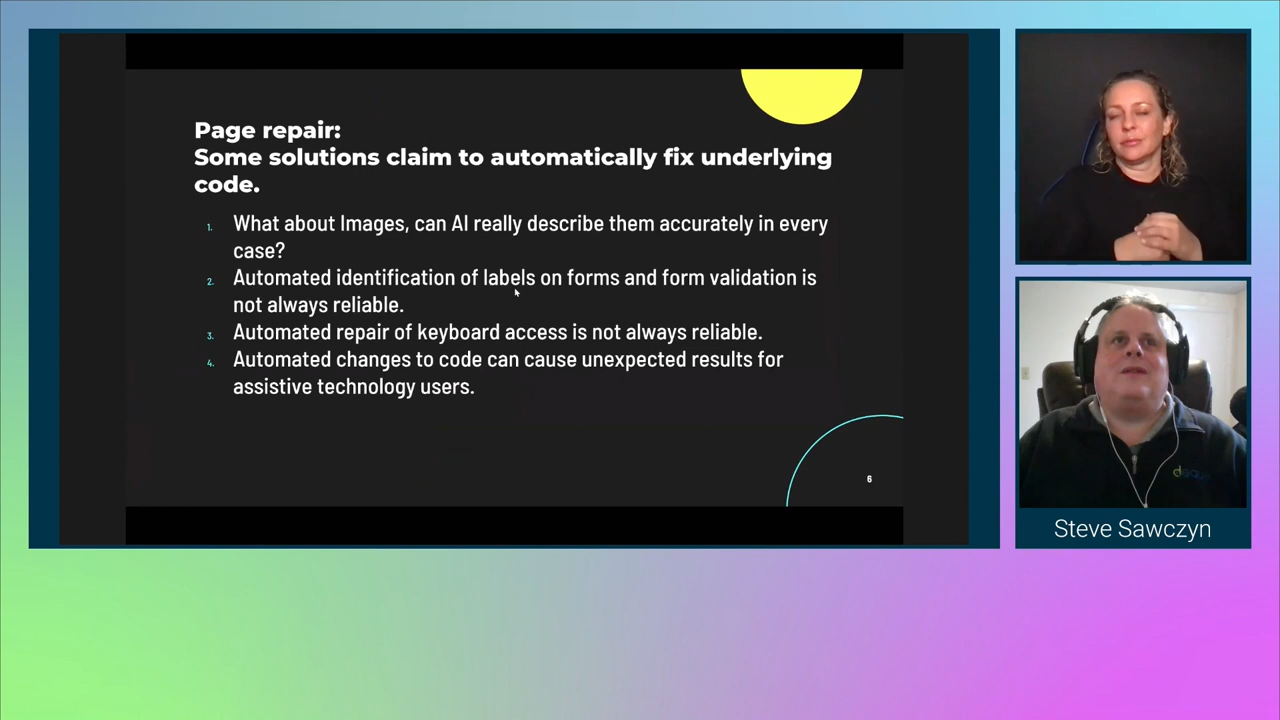 Page repair:
Some solutions claim to automatically fix underlying
code.
1. What about Images, can AI really describe them accurately in every
case?
2. Automated identification of labels on forms and form validation is
not always reliable.
3. Automated repair of keyboard access is not always reliable.
4. Automated changes to code can cause unexpected results for
assistive technology users.
6
deque
Steve Sawczyn